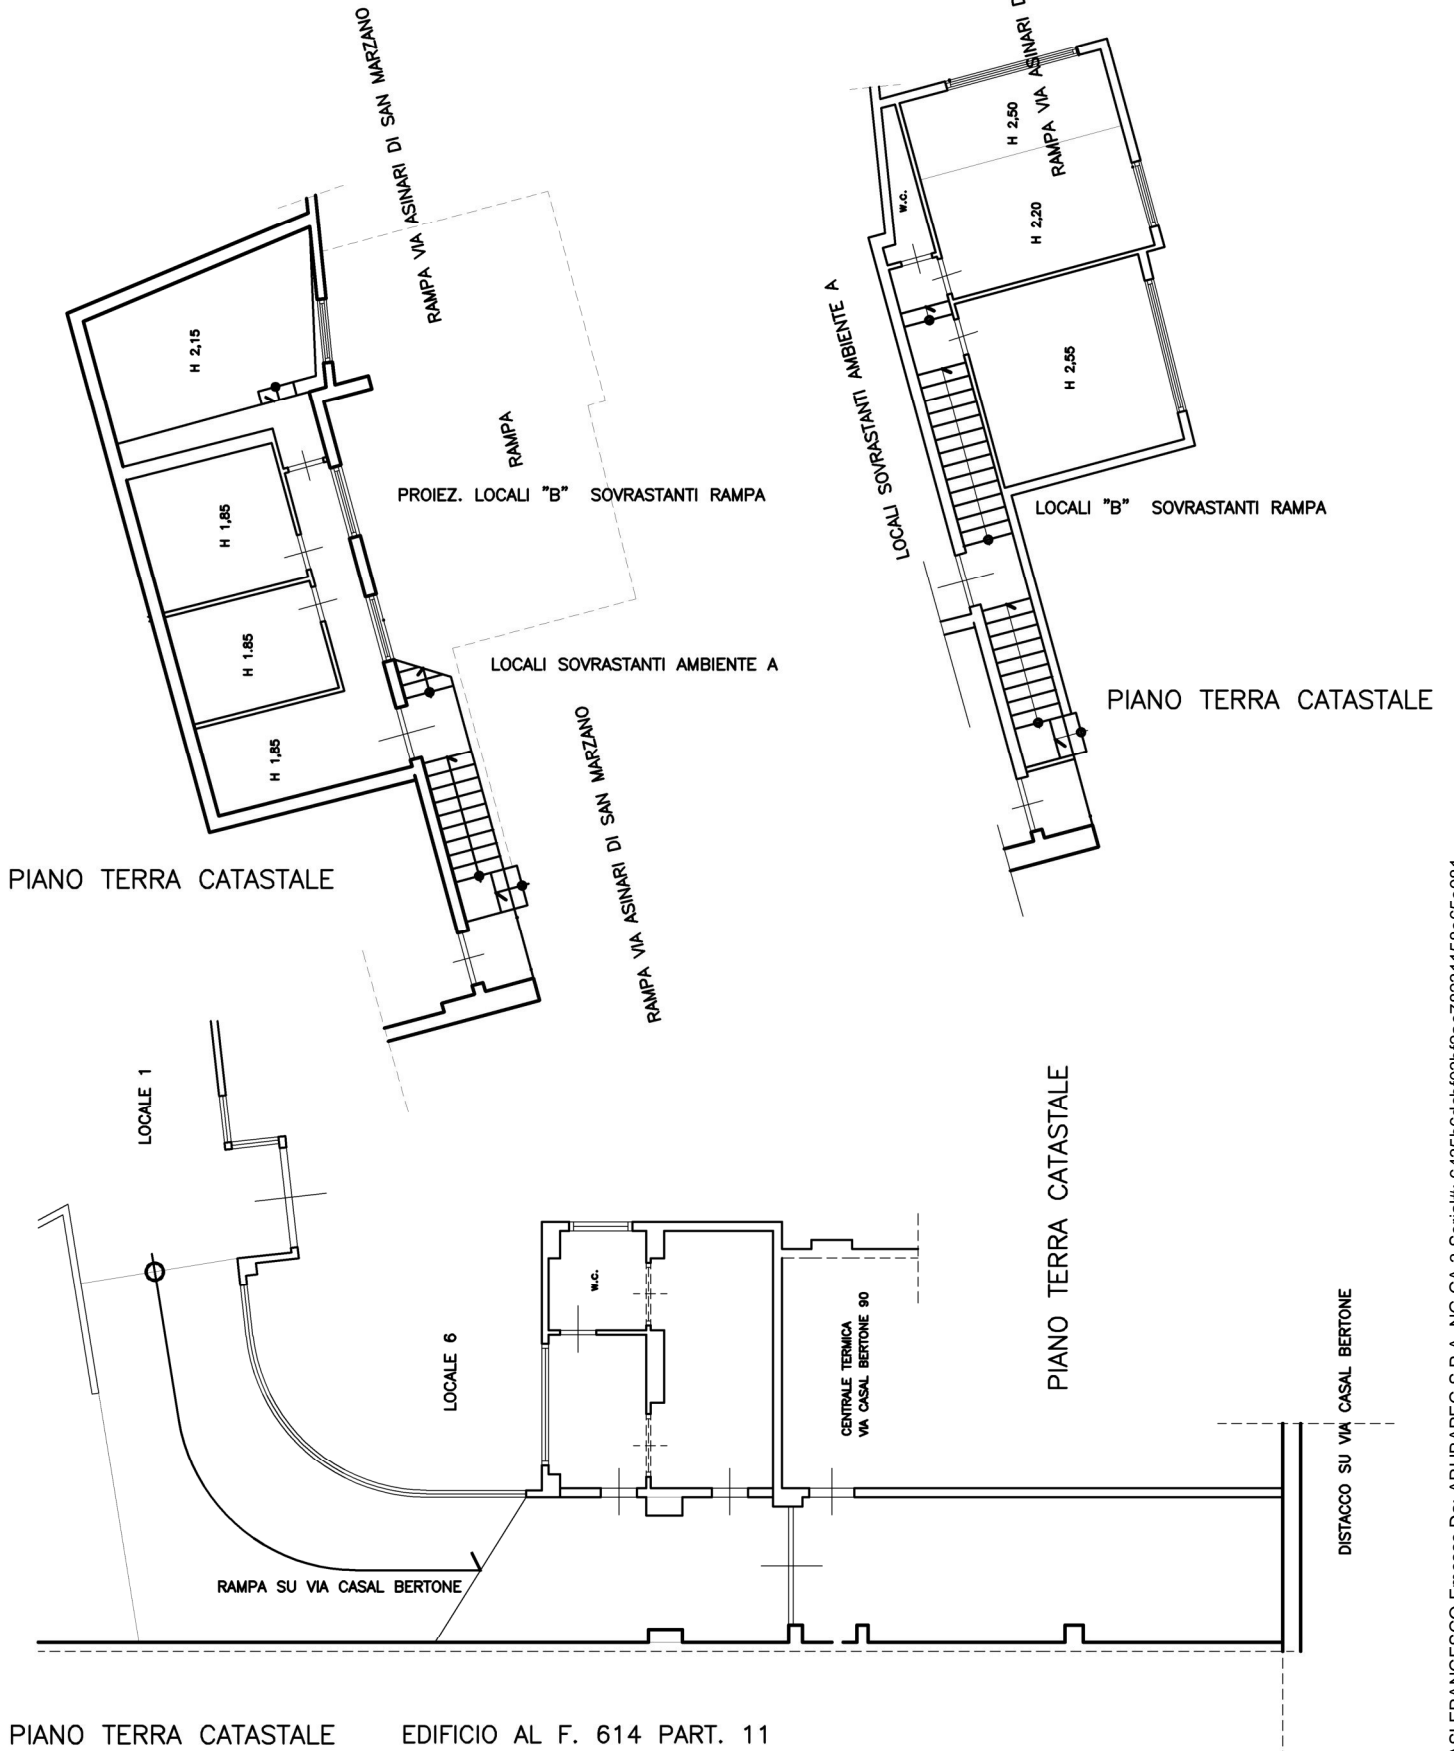 RAMPA VIA ASINARI DI SAN MARZANO
H 2,15
H 1,85
H 1.85
H 1,85
RAMPA
PROIEZ. LOCALI "B" SOVRASTANTI RAMPA
LOCALI SOVRASTANTI AMBIENTE A
RAMPA VIA ASINARI DI SAN MARZANO
PIANO TERRA CATASTALE
RAMPA VIA ASINARI
H 2,50
w.c.
H 2,20
H 2,55
LOCALI SOVRASTANTI AMBIENTE A
LOCALI "B" SOVRASTANTI RAMPA
PIANO TERRA CATASTALE
LOCALE 1
LOCALE 6
w.c.
CENTRALE TERMICA
VIA CASAL BERTONE 90
PIANO TERRA CATASTALE
DISTACCO SU VIA CASAL BERTONE
RAMPA SU VIA CASAL BERTONE
PIANO TERRA CATASTALE EDIFICIO AL F. 614 PART. 11